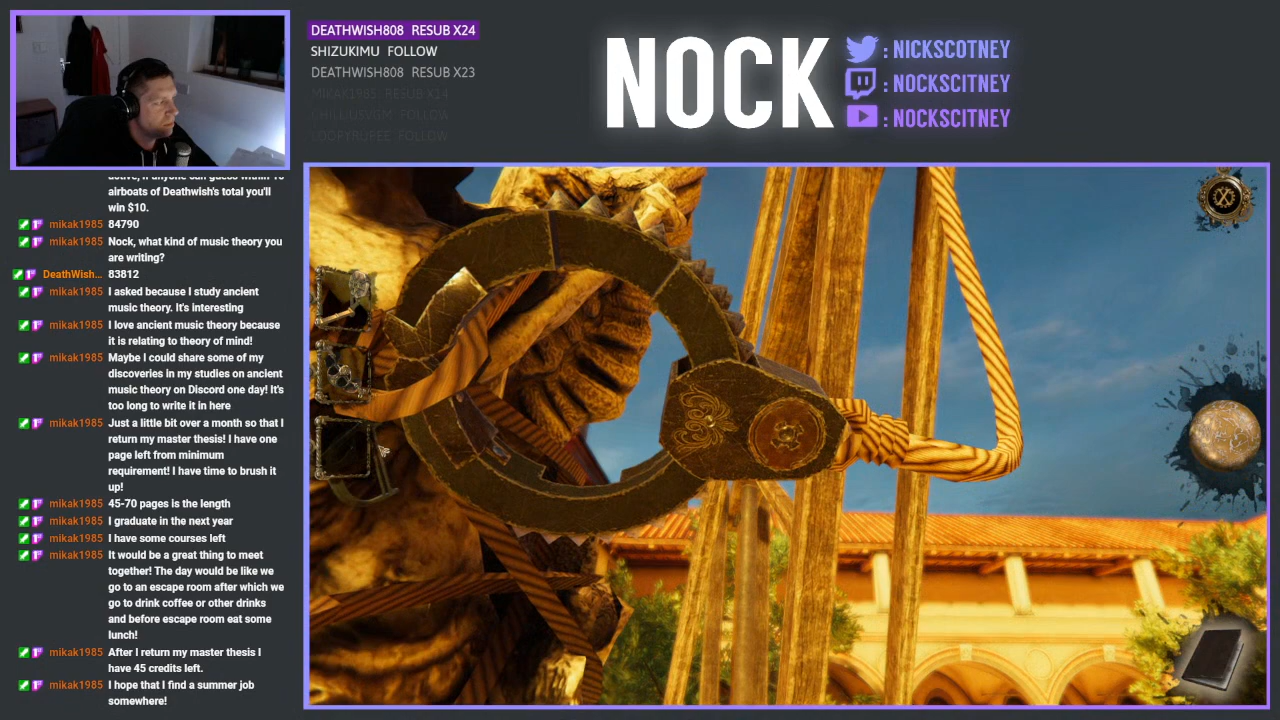 DEATHWISH808 RESUB X24
SHIZUKIMU FOLLOW
DEATHWISH808 RESUB X23
MIKAK1985 RESUB X14
NOCK
: NICKSCOTNEY
: NOCKSCITNEY
: NOCKSCITNEY
airboats of Deathwish's total you'll
win $10.
mikak1985 84790
mikak1985 Nock, what kind of music theory you
are writing?
DeathWish... 83812
mikak1985 I asked because I study ancient
music theory. It's interesting
mikak1985 I love ancient music theory because
it is relating to theory of mind!
mikak1985 Maybe I could share some of my
discoveries in my studies on ancient
music theory on Discord one day! It's
too long to write it in here
mikak1985 Just a little bit over a month so that I
return my master thesis! I have one
page left from minimum
requirement! I have time to brush it
up!
mikak1985 45-70 pages is the length
mikak1985 I graduate in the next year
mikak1985 I have some courses left
mikak1985 It would be a great thing to meet
together! The day would be like we
go to an escape room after which we
go to drink coffee or other drinks
and before escape room eat some
lunch!
mikak1985 After I return my master thesis I
have 45 credits left.
mikak1985 I hope that I find a summer job
somewhere!